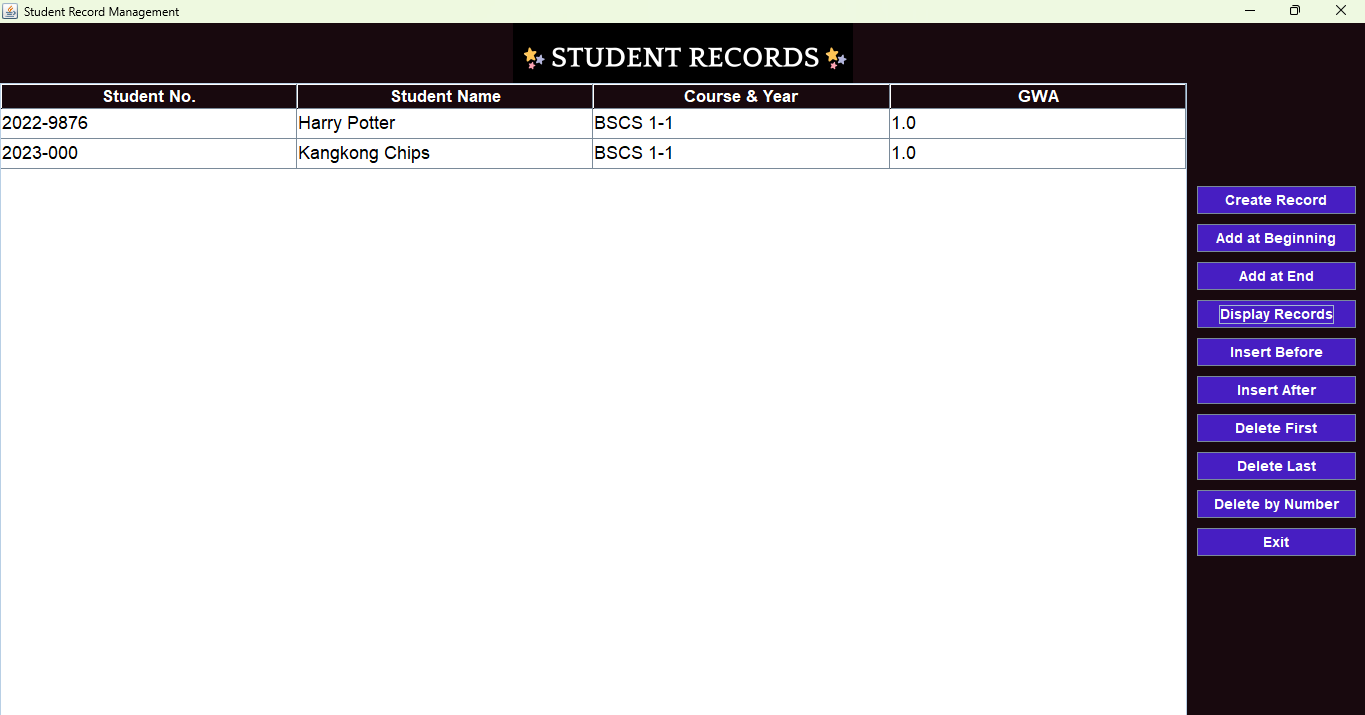 Student Record Management
STUDENT RECORDS
Student No. Student Name Course & Year GWA
2022-9876 Harry Potter BSCS 1-1 1.0
2023-000 Kangkong Chips BSCS 1-1 1.0
Create Record
Add at Beginning
Add at End
Display Records
Insert Before
Insert After
Delete First
Delete Last
Delete by Number
Exit